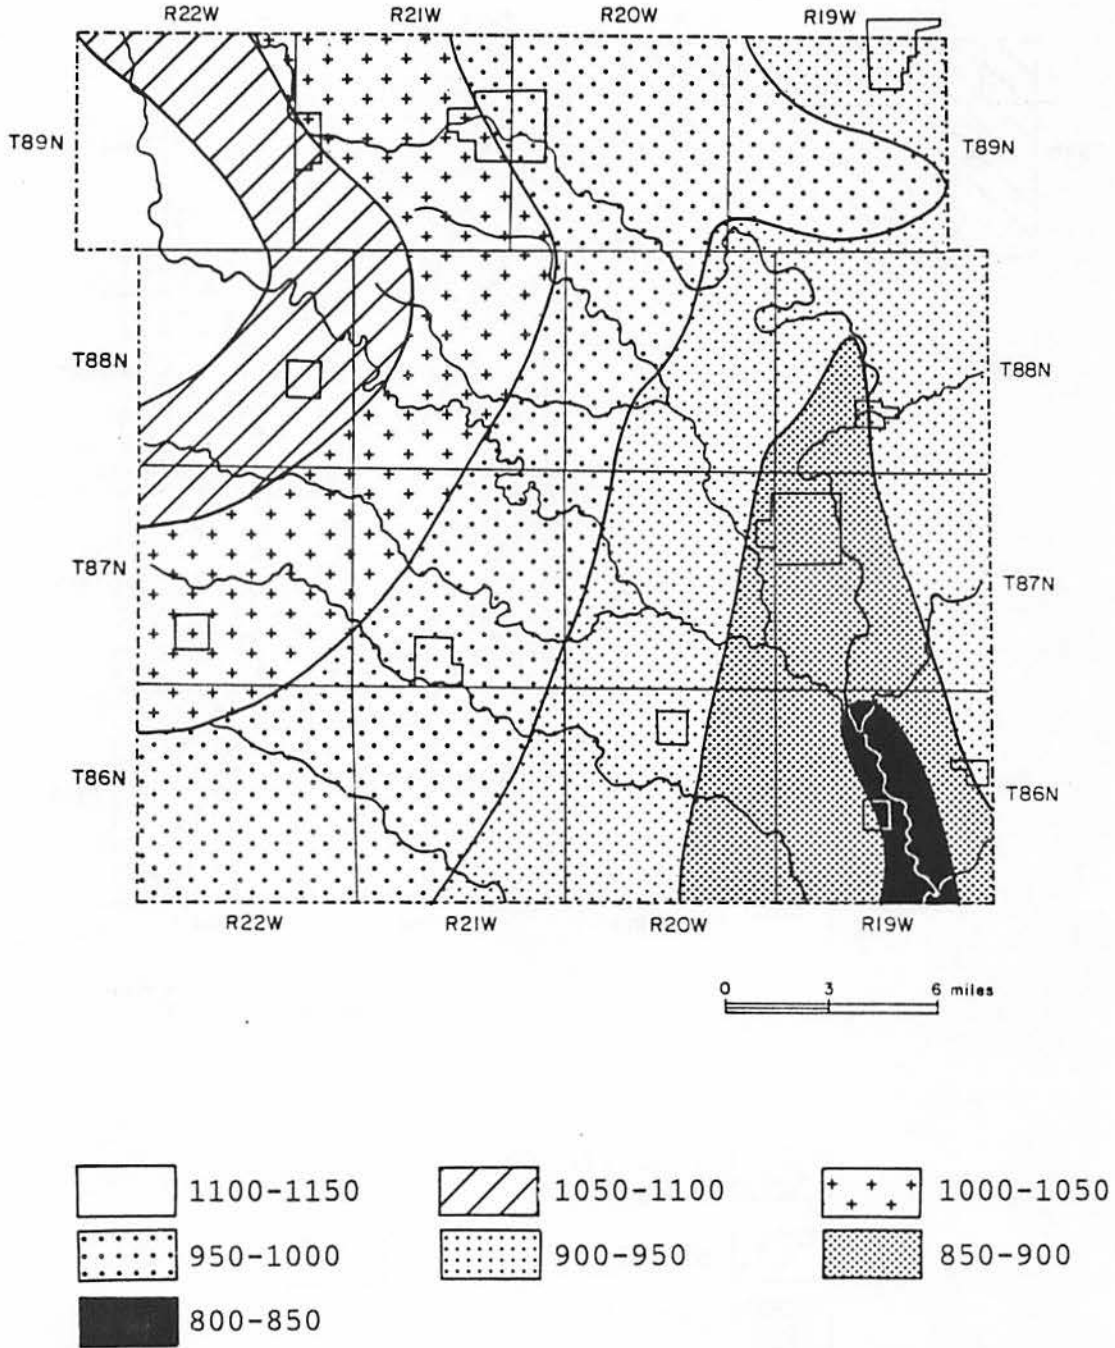 R22W R21W R20W R19W
T89N T89N
T88N T88N
T87N T87N
T86N T86N
R22W R21W R20W R19W
0 3 6 miles
1100-1150 1050-1100 1000-1050
950-1000 900-950 850-900
800-850